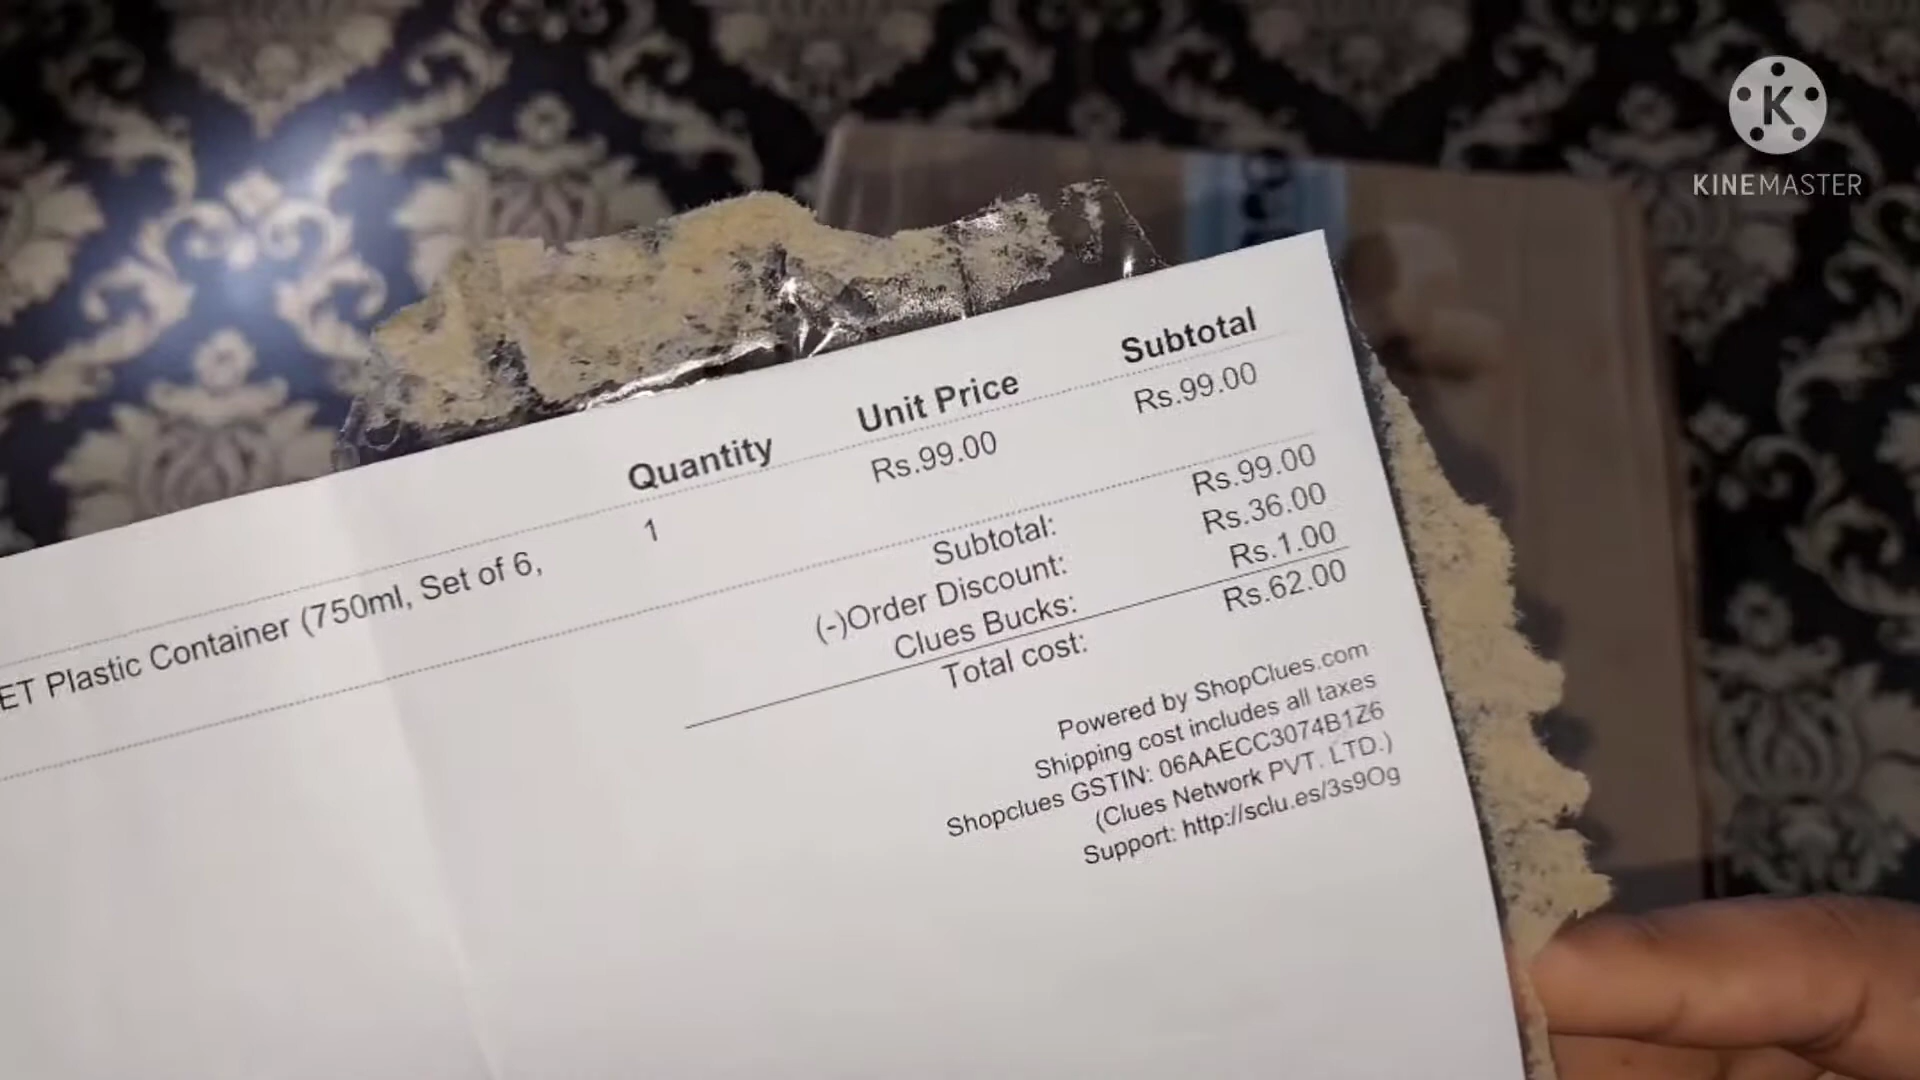 K
KINEMASTER
Quantity Unit Price Subtotal
ET Plastic Container (750ml, Set of 6, 1 Rs.99.00 Rs.99.00
Subtotal: Rs.99.00
(-)Order Discount: Rs.36.00
Clues Bucks: Rs.1.00
Total cost: Rs.62.00
Powered by ShopClues.com
Shipping cost includes all taxes
Shopclues GSTIN: 06AAECC3074B1Z6
(Clues Network PVT. LTD.)
Support: http://sclu.es/3s9Og